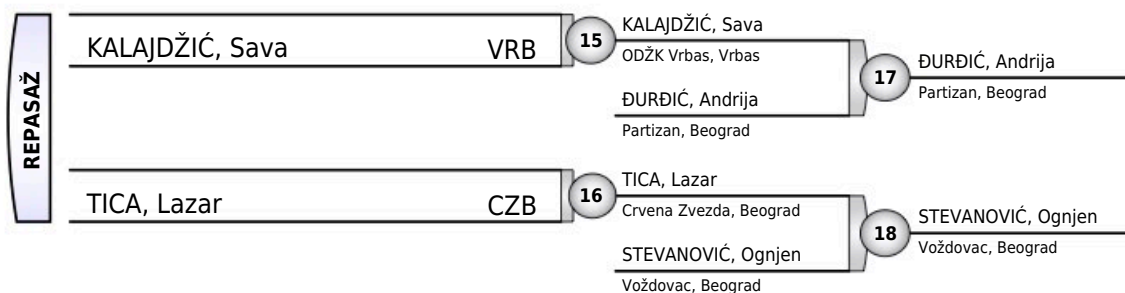 REPASAŽ
KALAJDŽIĆ, Sava VRB
15
KALAJDŽIĆ, Sava
ODŽK Vrbas, Vrbas
ĐURĐIĆ, Andrija
Partizan, Beograd
17
ĐURĐIĆ, Andrija
Partizan, Beograd
TICA, Lazar CZB
16
TICA, Lazar
Crvena Zvezda, Beograd
STEVANOVIĆ, Ognjen
Voždovac, Beograd
18
STEVANOVIĆ, Ognjen
Voždovac, Beograd